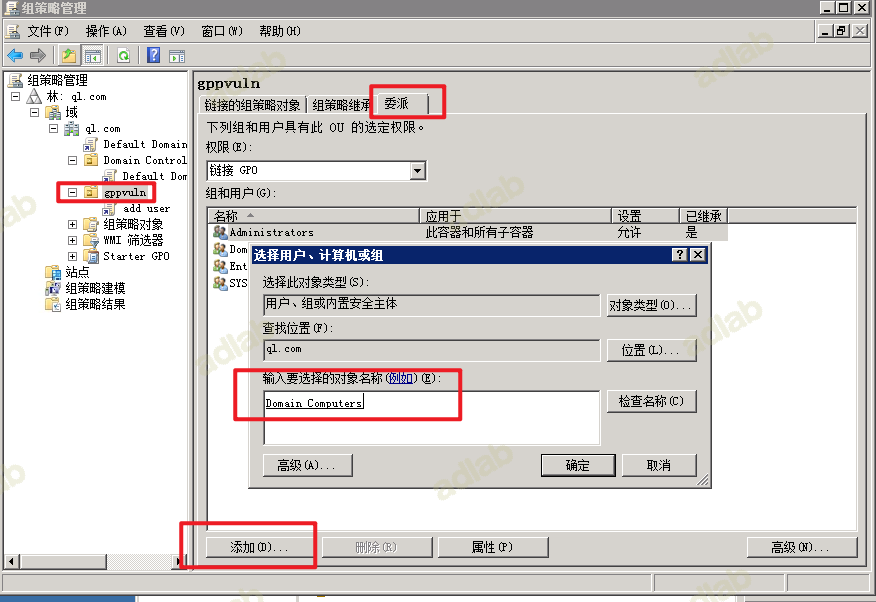 组策略管理
文件(F) 操作(A) 查看(V) 窗口(W) 帮助(H)
组策略管理
林: ql.com
域
ql.com
Default Domain
Domain Control
Default Dom
gppvuln
add user
组策略对象
WMI 筛选器
Starter GPO
站点
组策略建模
组策略结果
gppvuln
链接的组策略对象 组策略继承 委派
下列组和用户具有此 OU 的选定权限。
权限(E):
链接 GPO
组和用户(G):
名称 应用于 设置 已继承
Administrators 此容器和所有子容器 允许 是
Dom
Ent
SYS
选择用户、计算机或组
选择此对象类型(S):
用户、组或内置安全主体 对象类型(O)...
查找位置(F):
ql.com 位置(L)...
输入要选择的对象名称(例如)(E):
Domain Computers 检查名称(C)
高级(A)... 确定 取消
添加(D)... 删除(R) 属性(P) 高级(N)...
adlab
adlab
adlab
adlab
adlab
adlab
adlab